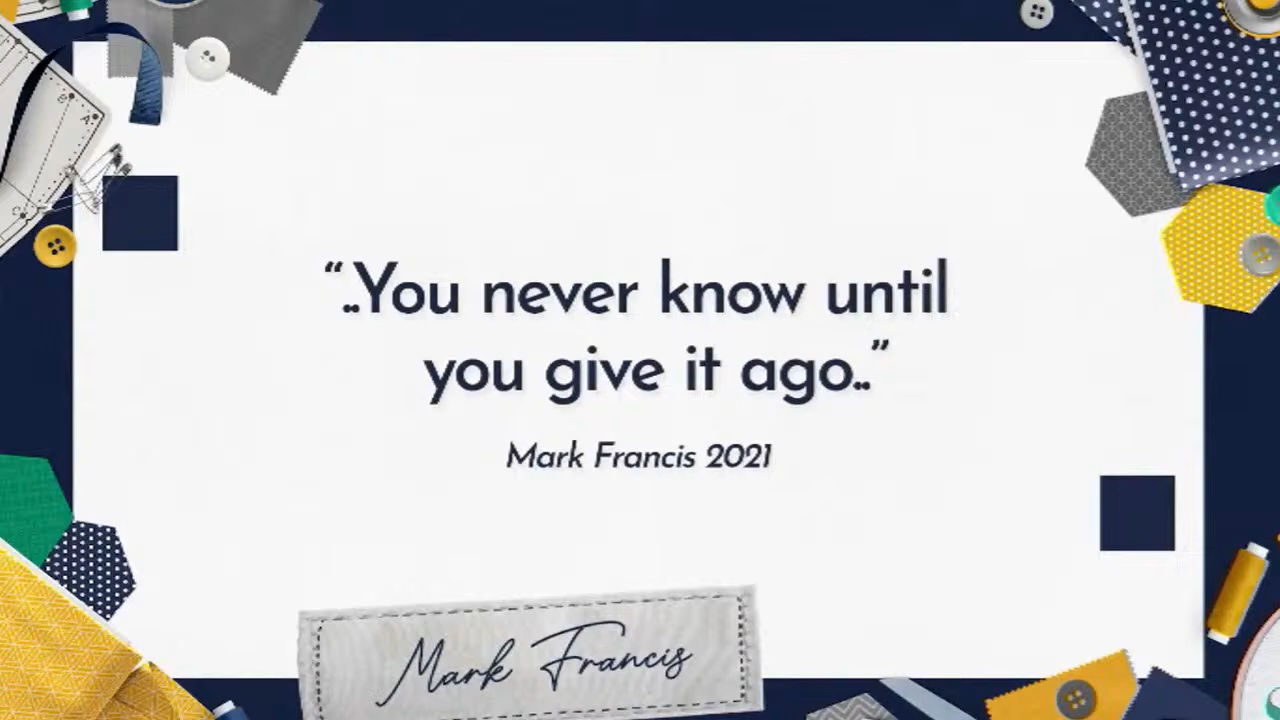 “..You never know until
you give it ago..”
Mark Francis 2021
Mark Francis
B
A
C